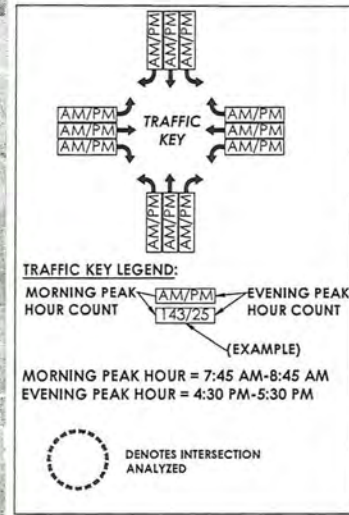 AM/PM AM/PM AM/PM
AM/PM
AM/PM
AM/PM
TRAFFIC
KEY
AM/PM
AM/PM
AM/PM
AM/PM AM/PM AM/PM
TRAFFIC KEY LEGEND:
MORNING PEAK
HOUR COUNT
AM/PM
143/25
EVENING PEAK
HOUR COUNT
(EXAMPLE)
MORNING PEAK HOUR = 7:45 AM-8:45 AM
EVENING PEAK HOUR = 4:30 PM-5:30 PM
DENOTES INTERSECTION
ANALYZED